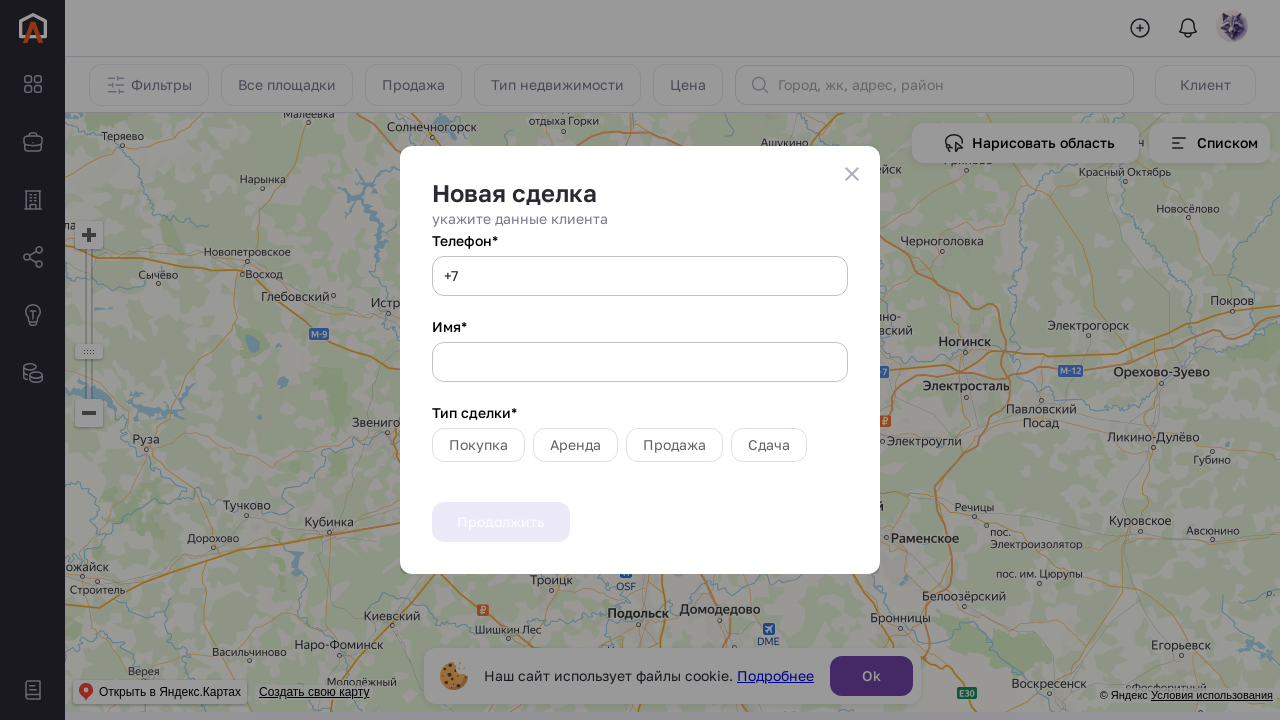 Фильтры
Все площадки
Продажа
Тип недвижимости
Цена
Город, жк, адрес, район
Клиент
Нарисовать область
Списком
Новая сделка
укажите данные клиента
Телефон*
+7
Имя*
Тип сделки*
Покупка
Аренда
Продажа
Сдача
Продолжить
Малеевка
Солнечногорск
отдыха Горки
Теряево
Ашукино
Красный Октябрь
Нарынка
Новосёлово
Черноголовка
Новопетровское
Сычёво
Восход
Глебовский
Истр
Покров
Электрогорск
М-9
Ногинск
М-12
Орехово-Зуево
Электросталь
Павловский
Посад
Звениго
Руза
Электроугли
Ликино-Дулёво
Губино
Тучково
Кубинка
Дорохово
Речицы
Куровское
Авсюнино
пос.
Электроизолятор
Раменское
пос. им. Цюрупы
ожайск
Строитель
Троицк
OSF
Белоозёрский
Киевский
Подольск
Домодедово
Бронницы
Шишкин Лес
DME
Наро-Фоминск
Егорьевск
Васильчиново
Верея
Молодёжный
Воскресенск
Е30
Наш сайт использует файлы cookie. Подробнее
Ok
Открыть в Яндекс.Картах
Создать свою карту
© Яндекс Условия использования